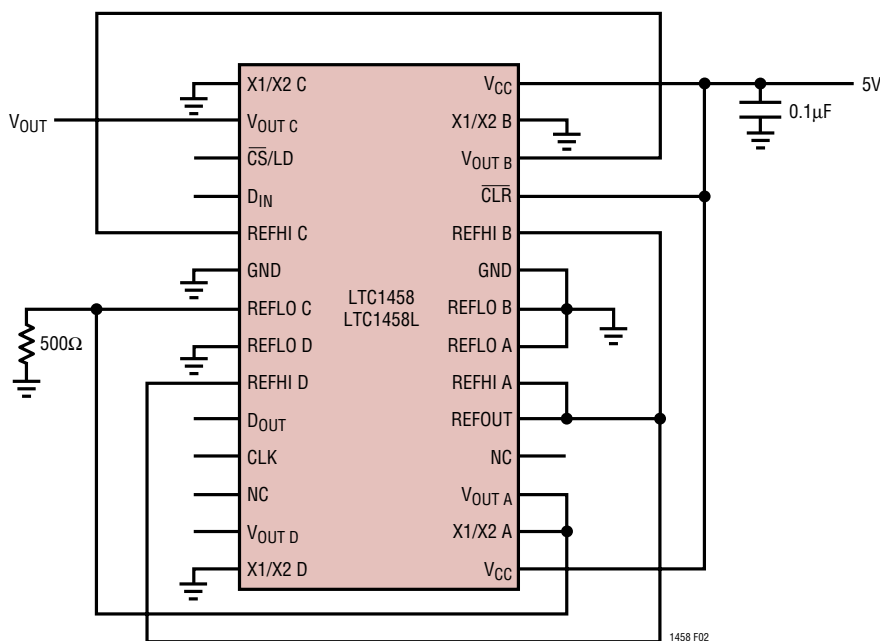 X1/X2 C
V_OUT C
C̅S̅/LD
D_IN
REFHI C
GND
REFLO C
REFLO D
REFHI D
D_OUT
CLK
NC
V_OUT D
X1/X2 D
V_OUT
500Ω
LTC1458
LTC1458L
V_CC
X1/X2 B
V_OUT B
C̅L̅R̅
REFHI B
GND
REFLO B
REFLO A
REFHI A
REFOUT
NC
V_OUT A
X1/X2 A
V_CC
5V
0.1µF
1458 F02